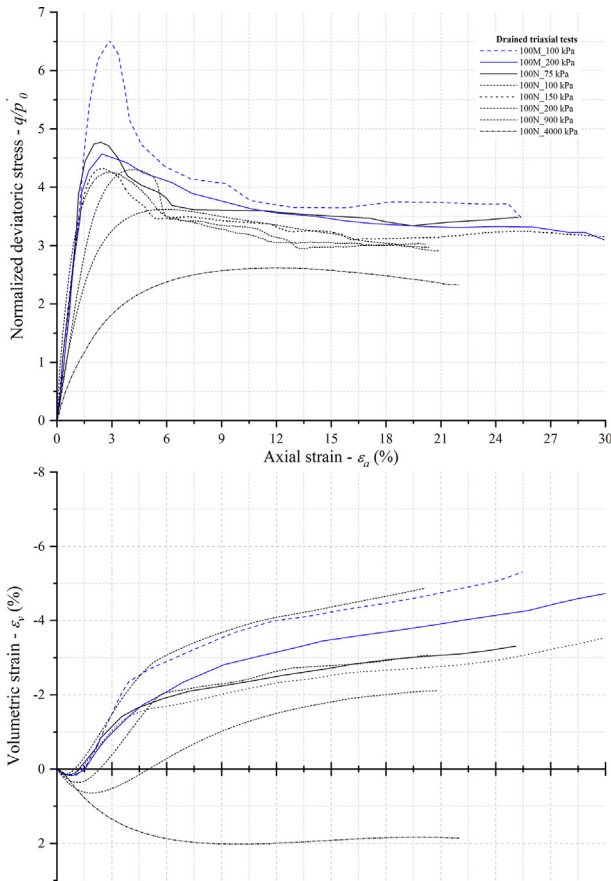 7
6
5
4
3
2
1
0
Normalized deviatoric stress - q/p'0
Drained triaxial tests
100M_100 kPa
100M_200 kPa
100N_75 kPa
100N_100 kPa
100N_150 kPa
100N_200 kPa
100N_900 kPa
100N_4000 kPa
0 3 6 9 12 15 18 21 24 27 30
Axial strain - εa (%)
-8
-6
-4
-2
0
2
Volumetric strain - εv (%)